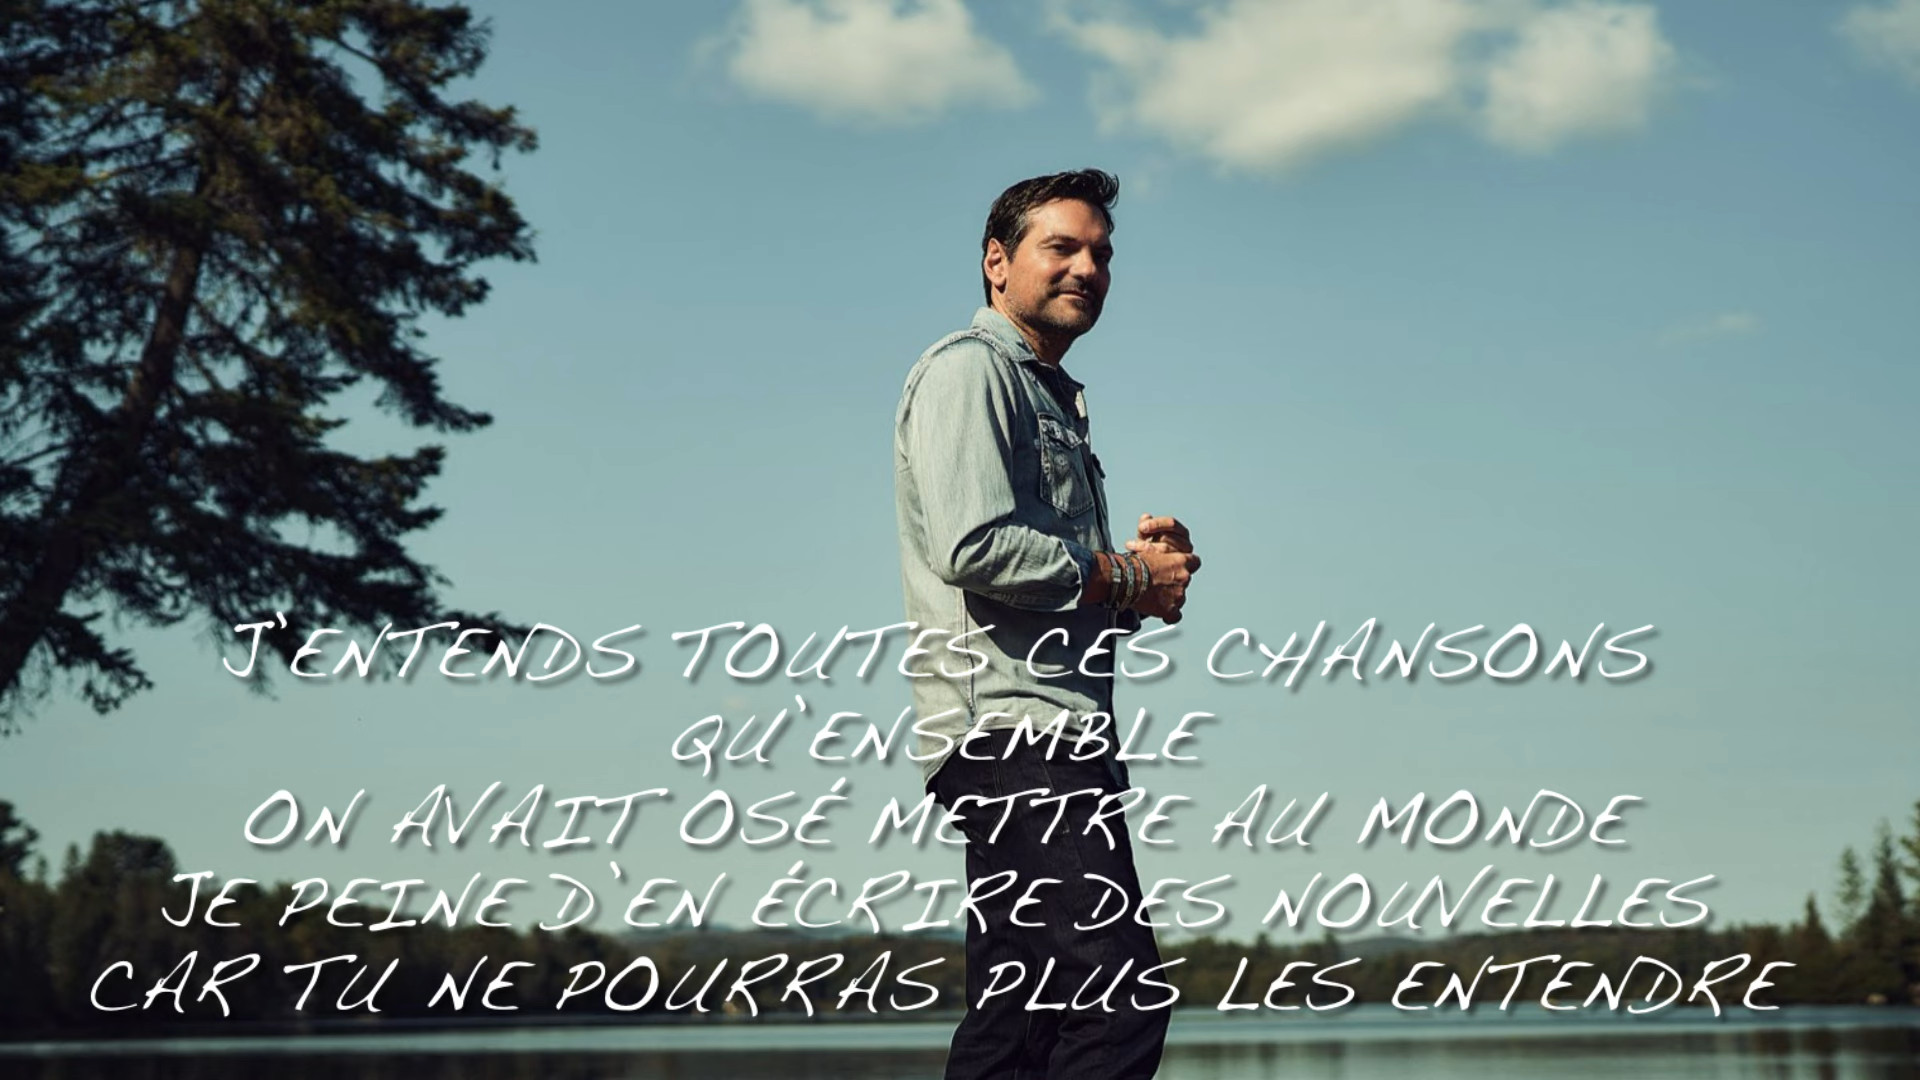 J'ENTENDS TOUTES CES CHANSONS
QU'ENSEMBLE
ON AVAIT OSÉ METTRE AU MONDE
JE PEINE D'EN ÉCRIRE DES NOUVELLES
CAR TU NE POURRAS PLUS LES ENTENDRE